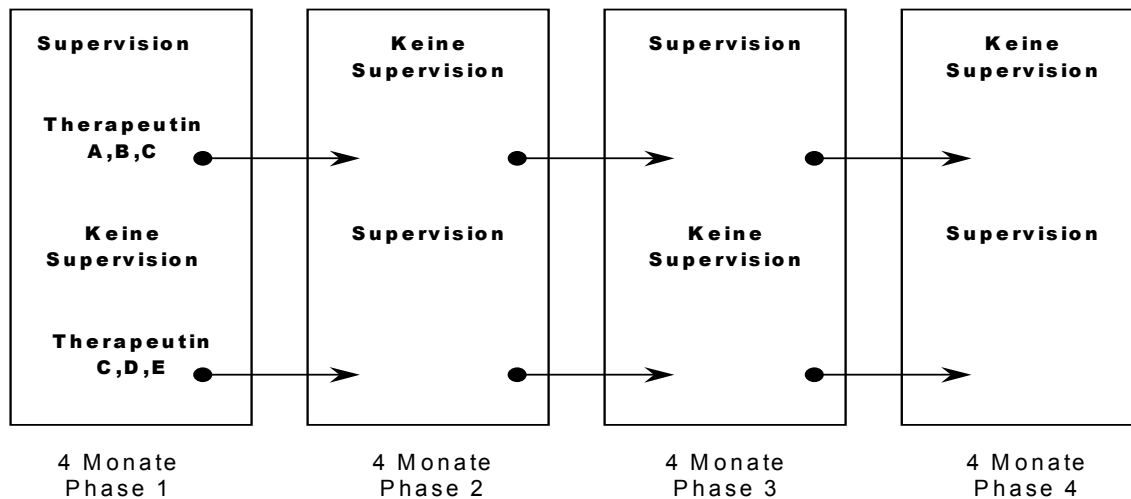 Supervision
Therapeutin
A,B,C
Keine
Supervision
Therapeutin
C,D,E
4 Monate
Phase 1
Keine
Supervision
Supervision
4 Monate
Phase 2
Supervision
Keine
Supervision
4 Monate
Phase 3
Keine
Supervision
Supervision
4 Monate
Phase 4